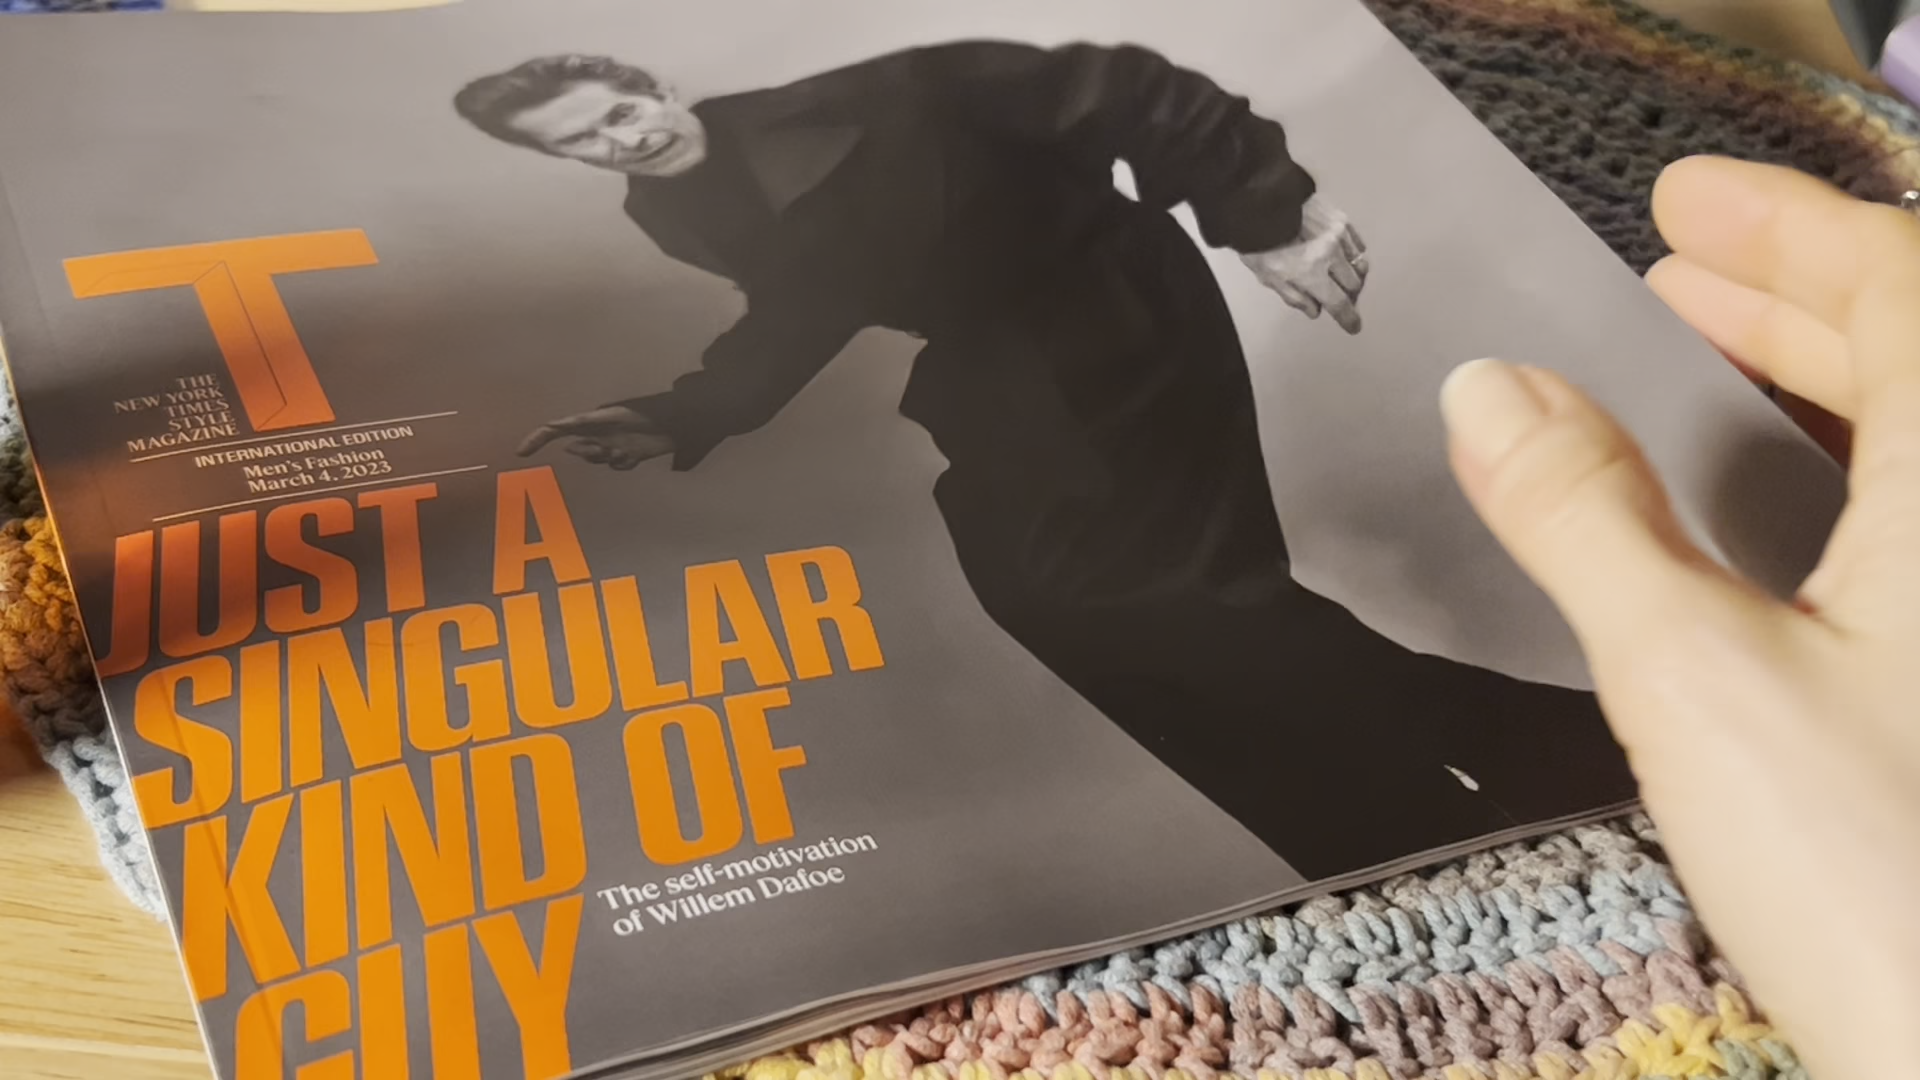 T
THE
NEW YORK
TIMES
STYLE
MAGAZINE
INTERNATIONAL EDITION
Men's Fashion
March 4, 2023
JUST A
SINGULAR
KIND OF
GUY
The self-motivation
of Willem Dafoe